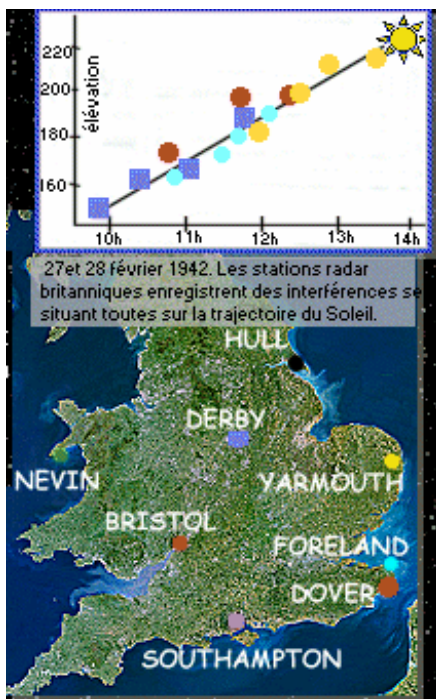 220
200
180
160
élévation
10h 11h 12h 13h 14h
27et 28 février 1942. Les stations radar
britanniques enregistrent des interférences se
situant toutes sur la trajectoire du Soleil.
HULL
DERBY
NEVIN
YARMOUTH
BRISTOL
FORELAND
DOVER
SOUTHAMPTON